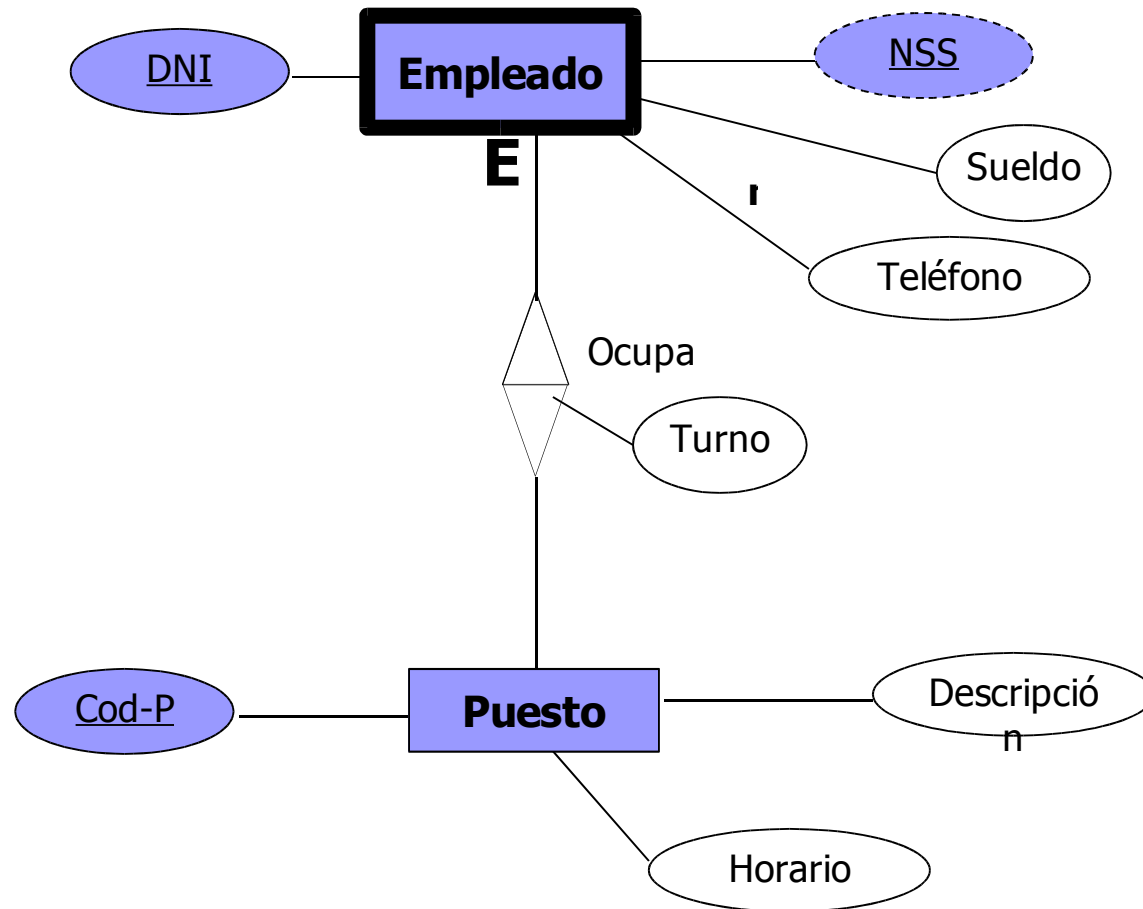 DNI
Empleado
NSS
E
Sueldo
r
Teléfono
Ocupa
Turno
Cod-P
Puesto
Descripció
n
Horario